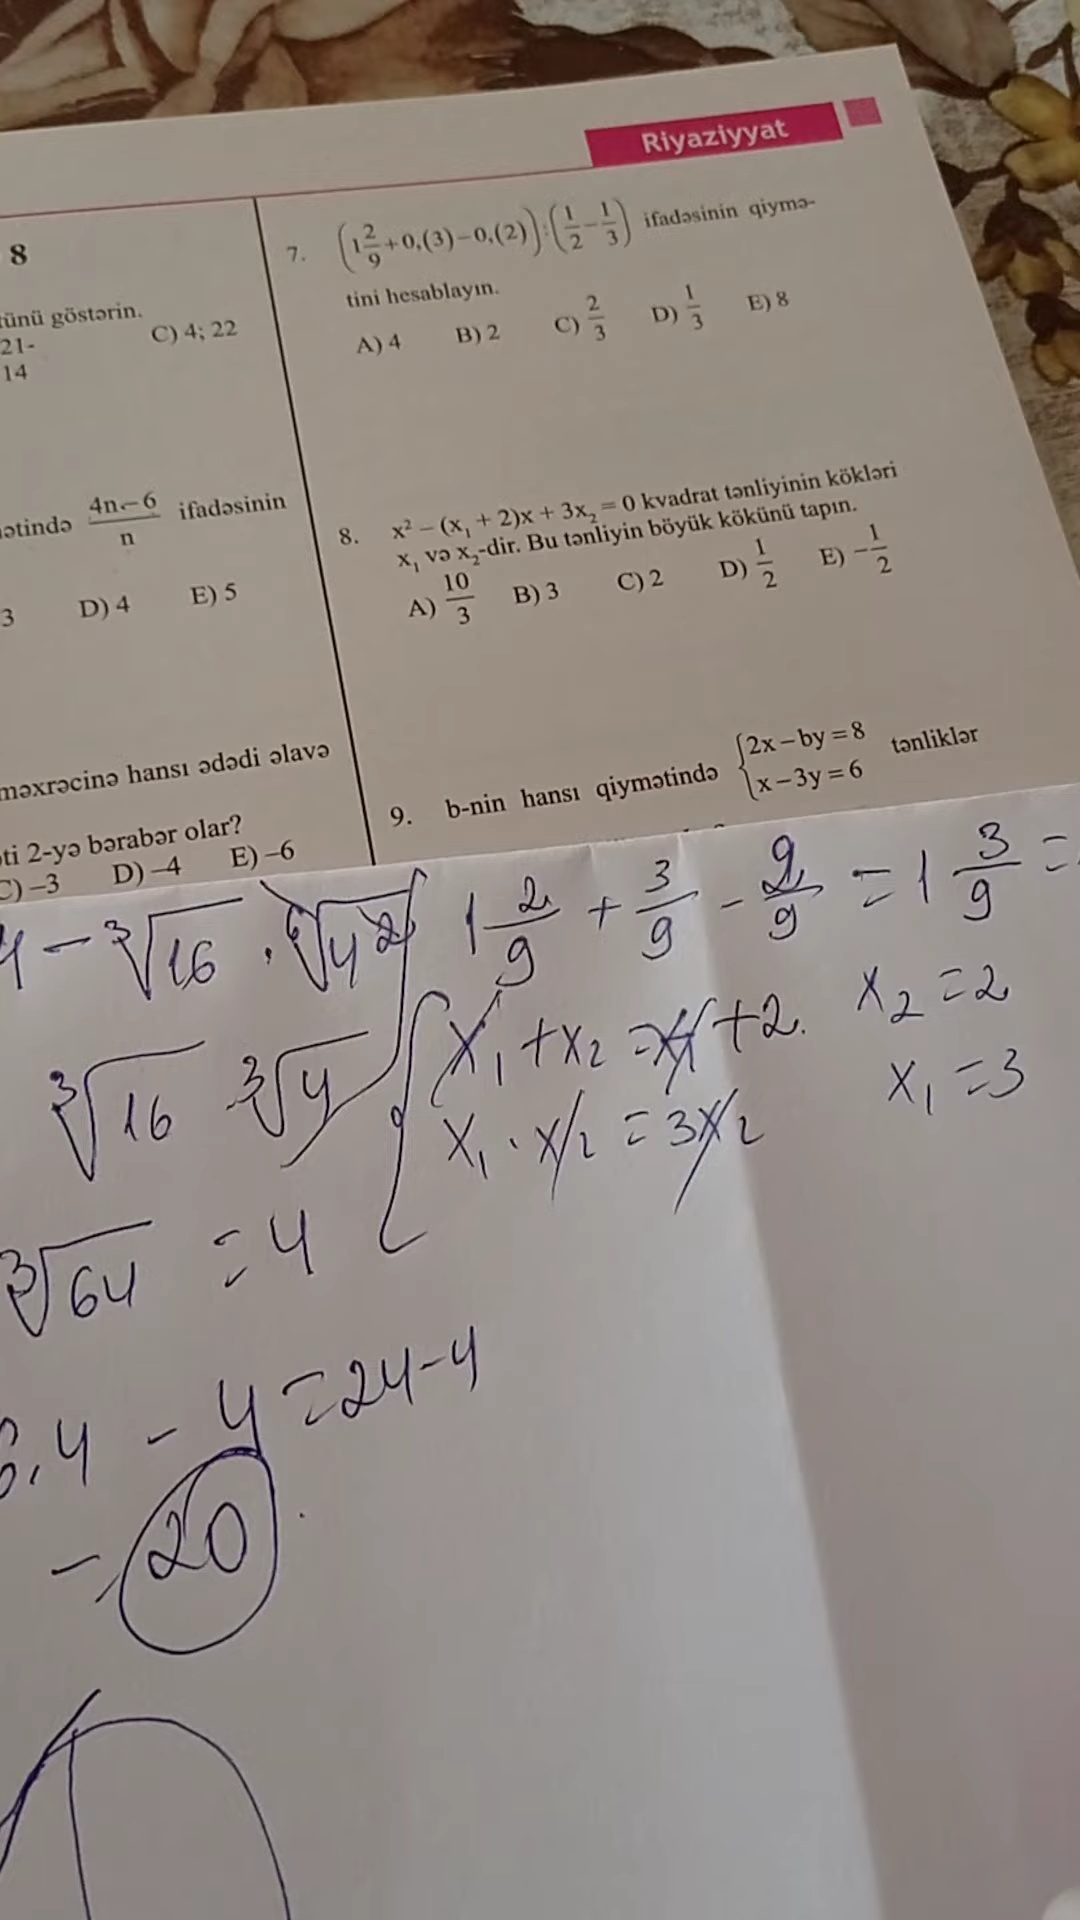 Riyaziyyat
8
tünü göstərin.
21-
C) 4; 22
14
ətində (4n – 6)/n ifadəsinin
3 D) 4 E) 5
məxrəcinə hansı ədədi əlavə
ti 2-yə bərabər olar?
C) –3 D) –4 E) –6
7. (1 2/9 + 0,(3) – 0,(2)) : (1/2 – 1/3) ifadəsinin qiymə-
tini hesablayın.
A) 4 B) 2 C) 2/3 D) 1/3 E) 8
8. x² – (x₁ + 2)x + 3x₂ = 0 kvadrat tənliyinin kökləri
x₁ və x₂-dir. Bu tənliyin böyük kökünü tapın.
A) 10/3 B) 3 C) 2 D) 1/2 E) –1/2
9. b-nin hansı qiymətində {2x – by = 8 x – 3y = 6 tənliklər
4 – ∛16 ·
∛16 ∛4
∛64 = 4
6.4 – 4 = 24-4
= 20
1 2/9 + 3/9 - 2/9 = 1 3/9 =
x₁ + x₂ = x₁ + 2.
x₁ · x₂ = 3x₂
x₂ = 2
x₁ = 3